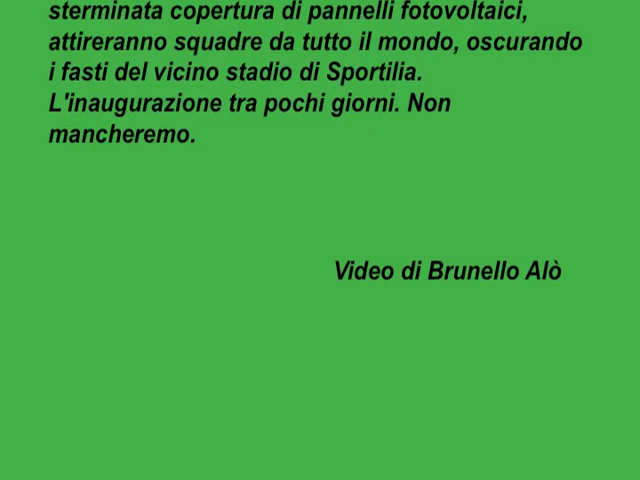 sterminata copertura di pannelli fotovoltaici,
attireranno squadre da tutto il mondo, oscurando
i fasti del vicino stadio di Sportilia.
L'inaugurazione tra pochi giorni. Non
mancheremo.
Video di Brunello Alò